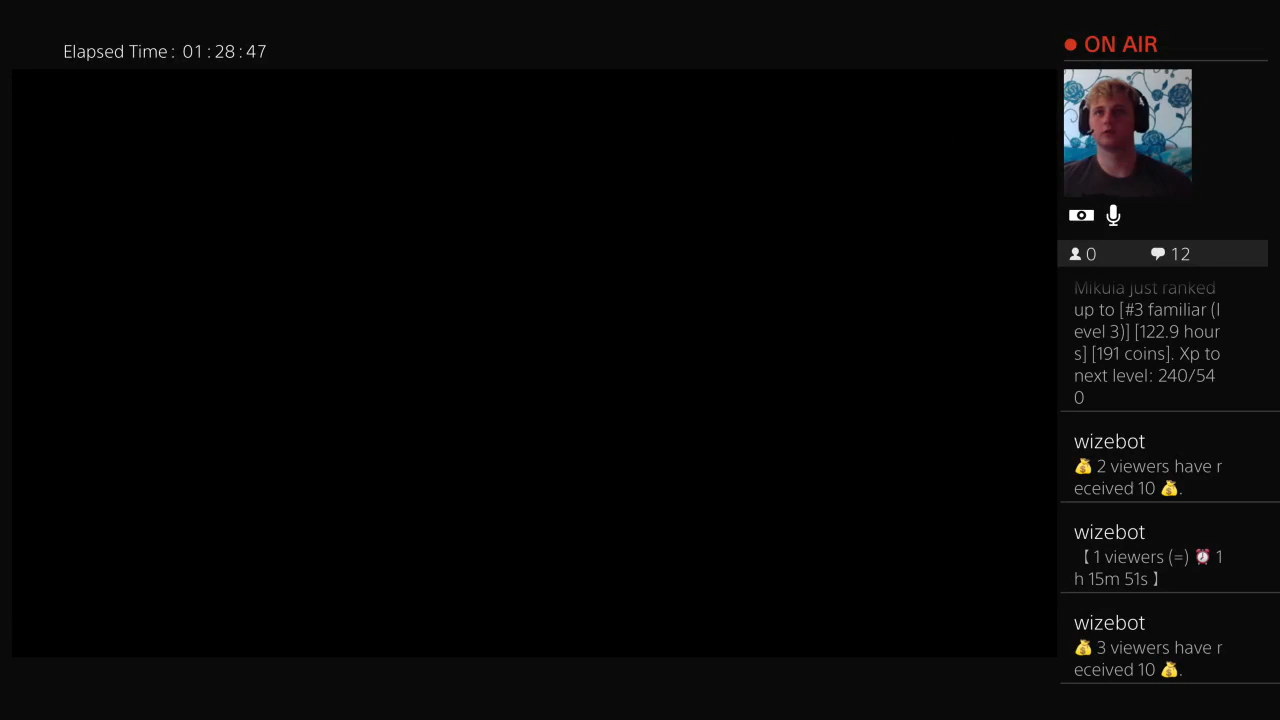 Elapsed Time: 01:28:47
ON AIR
0 12
Mikula just ranked
up to [#3 familiar (l
evel 3)] [122.9 hour
s] [191 coins]. Xp to
next level: 240/54
0
wizebot
💰 2 viewers have r
eceived 10 💰.
wizebot
【1 viewers (=) ⏰ 1
h 15m 51s】
wizebot
💰 3 viewers have r
eceived 10 💰.